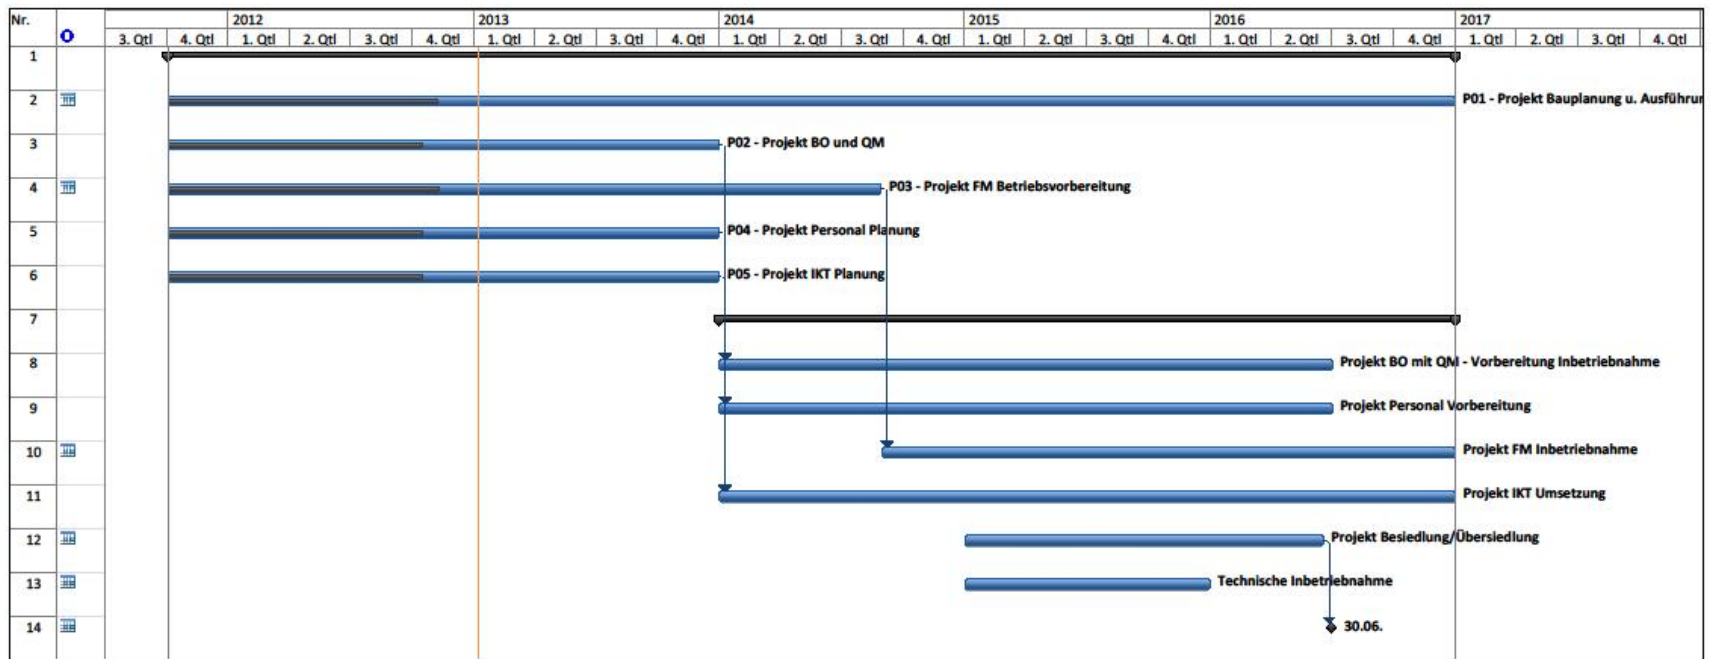 Nr.
2012 2013 2014 2015 2016 2017
3. Qtl 4. Qtl 1. Qtl 2. Qtl 3. Qtl 4. Qtl 1. Qtl 2. Qtl 3. Qtl 4. Qtl 1. Qtl 2. Qtl 3. Qtl 4. Qtl 1. Qtl 2. Qtl 3. Qtl 4. Qtl 1. Qtl 2. Qtl 3. Qtl 4. Qtl 1. Qtl 2. Qtl 3. Qtl 4. Qtl
1
2 P01 - Projekt Bauplanung u. Ausführur
3 P02 - Projekt BO und QM
4 P03 - Projekt FM Betriebsvorbereitung
5 P04 - Projekt Personal Planung
6 P05 - Projekt IKT Planung
7
8 Projekt BO mit QM - Vorbereitung Inbetriebnahme
9 Projekt Personal Vorbereitung
10 Projekt FM Inbetriebnahme
11 Projekt IKT Umsetzung
12 Projekt Besiedlung/Übersiedlung
13 Technische Inbetriebnahme
14 30.06.